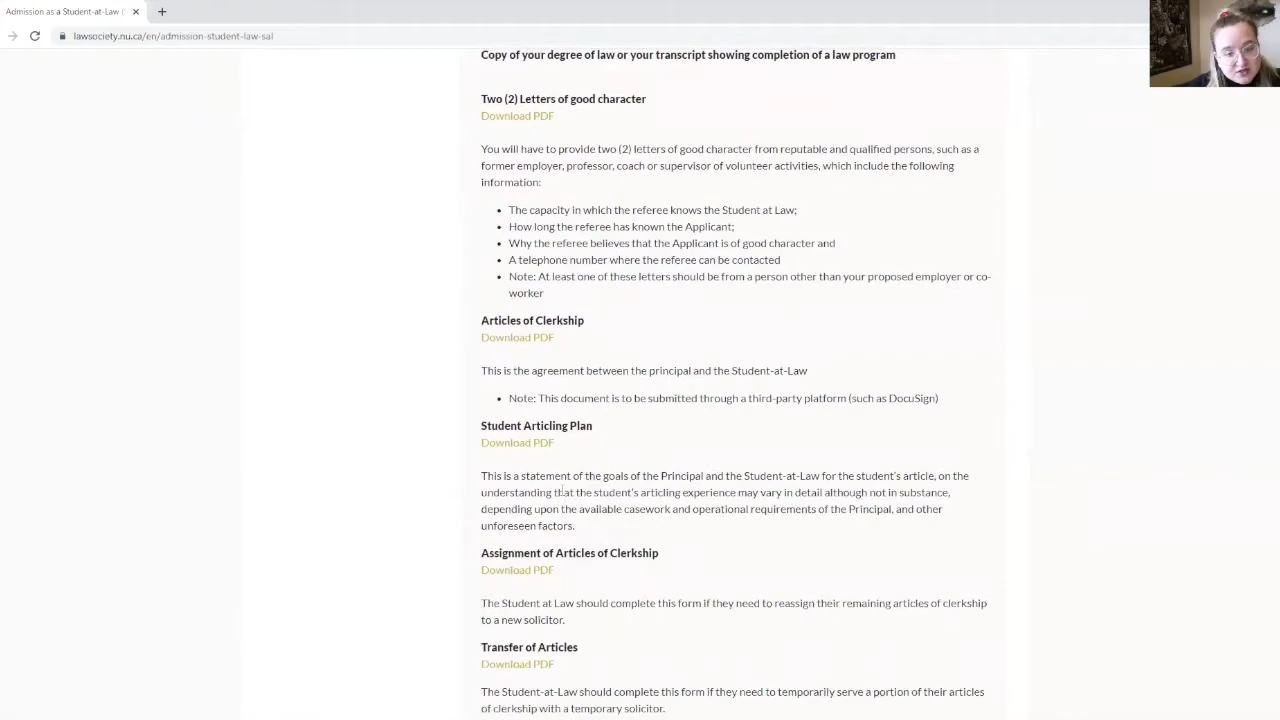 Admission as a Student-at-Law (
lawsociety.nu.ca/en/admission-student-law-sal
Copy of your degree of law or your transcript showing completion of a law program
Two (2) Letters of good character
Download PDF
You will have to provide two (2) letters of good character from reputable and qualified persons, such as a
former employer, professor, coach or supervisor of volunteer activities, which include the following
information:
• The capacity in which the referee knows the Student at Law;
• How long the referee has known the Applicant;
• Why the referee believes that the Applicant is of good character and
• A telephone number where the referee can be contacted
• Note: At least one of these letters should be from a person other than your proposed employer or co-
worker
Articles of Clerkship
Download PDF
This is the agreement between the principal and the Student-at-Law
• Note: This document is to be submitted through a third-party platform (such as DocuSign)
Student Articling Plan
Download PDF
This is a statement of the goals of the Principal and the Student-at-Law for the student's article, on the
understanding that the student's articling experience may vary in detail although not in substance,
depending upon the available casework and operational requirements of the Principal, and other
unforeseen factors.
Assignment of Articles of Clerkship
Download PDF
The Student at Law should complete this form if they need to reassign their remaining articles of clerkship
to a new solicitor.
Transfer of Articles
Download PDF
The Student-at-Law should complete this form if they need to temporarily serve a portion of their articles
of clerkship with a temporary solicitor.